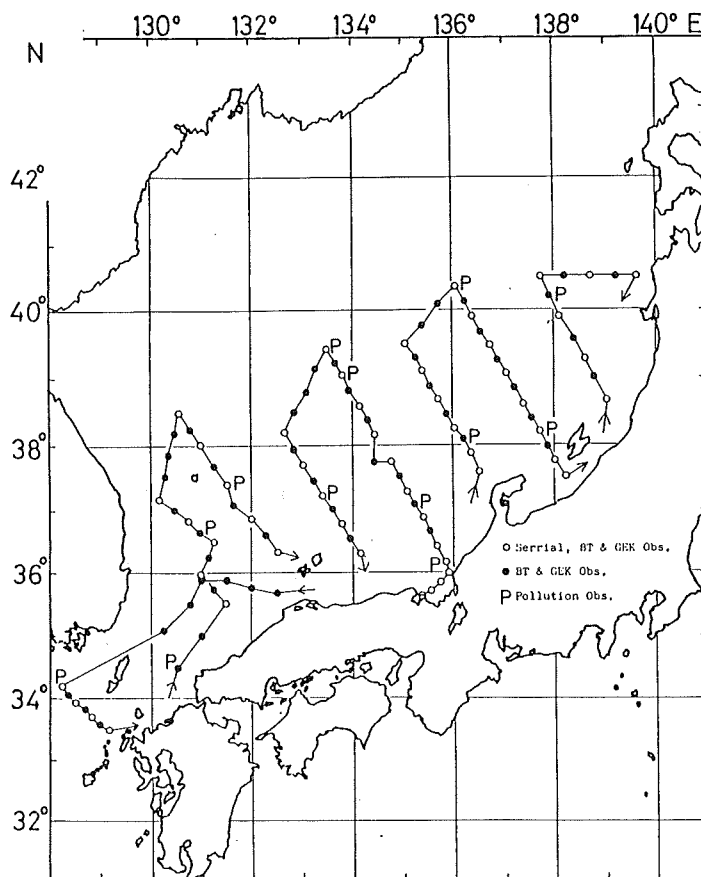 130° 132° 134° 136° 138° 140° E
N
42°
40°
P
P
P
P
P
38°
P
P
P
P
36°
○ Serrial, BT & GEK Obs.
● BT & GEK Obs.
P Pollution Obs.
P
P
34°
32°